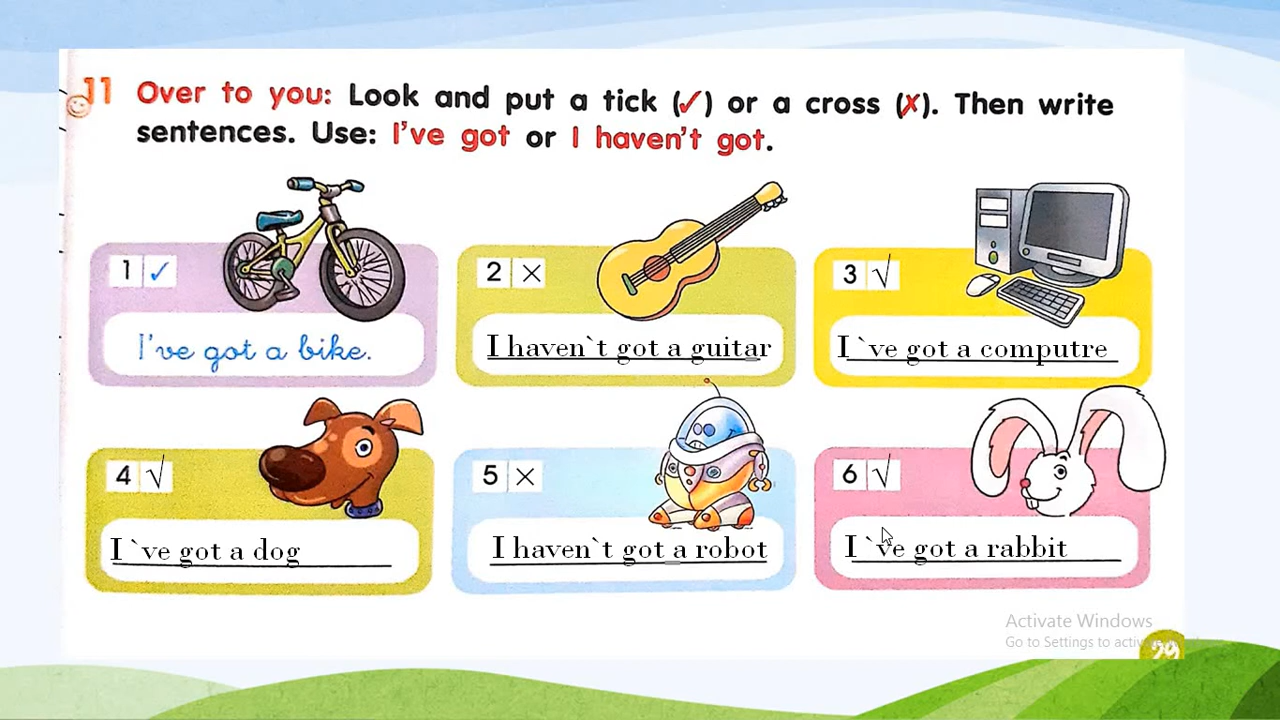 11 Over to you: Look and put a tick (✓) or a cross (✗). Then write
sentences. Use: I've got or I haven't got.
1 ✓
I've got a bike.
2 ×
I haven`t got a guitar
3 √
I `ve got a computre
4 √
I `ve got a dog
5 ×
I haven`t got a robot
6 √
I `ve got a rabbit
Activate Windows
Go to Settings to activ
29